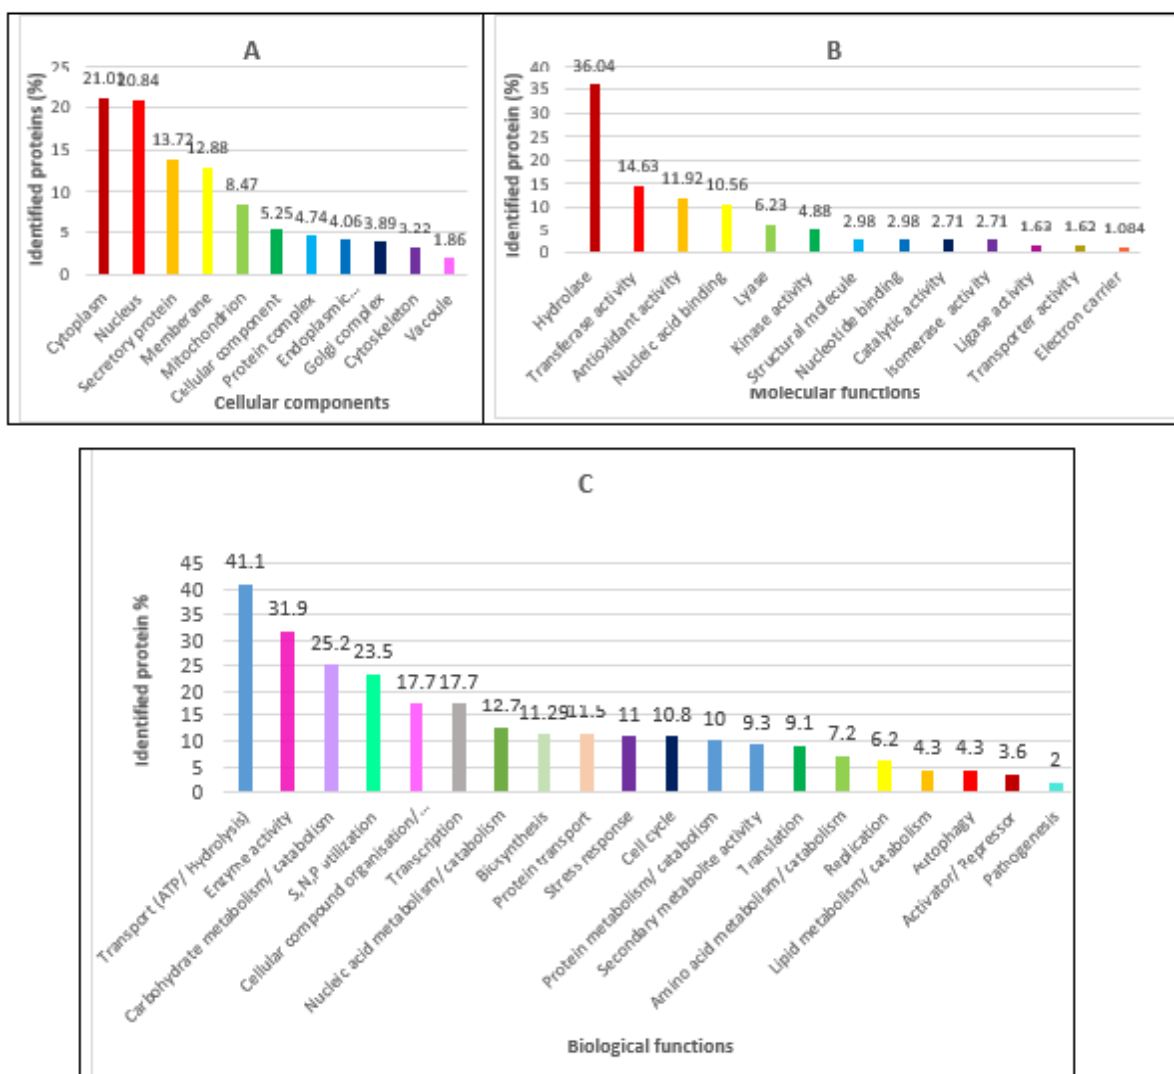 A
Identified proteins (%)
25
20
15
10
5
0
21.01
20.84
13.72
12.88
8.47
5.25
4.74
4.06
3.89
3.22
1.86
Cytoplasm
Nucleus
Secretory protein
Memberane
Mitochondrion
Cellular component
Protein complex
Endoplasmic...
Golgi complex
Cytoskeleton
Vacoule
Cellular components
B
Identified protein (%)
40
35
30
25
20
15
10
5
0
36.04
14.63
11.92
10.56
6.23
4.88
2.98
2.98
2.71
2.71
1.63
1.62
1.084
Hydrolase
Transferase activity
Antioxidant activity
Nucleic acid binding
Lyase
Kinase activity
Structural molecule
Nucleotide binding
Catalytic activity
Isomerase activity
Ligase activity
Transporter activity
Electron carrier
Molecular functions
C
Identified protein %
45
40
35
30
25
20
15
10
5
0
41.1
31.9
25.2
23.5
17.7
17.7
12.7
11.29
11.5
11
10.8
10
9.3
9.1
7.2
6.2
4.3
4.3
3.6
2
Transport (ATP/ Hydrolysis)
Enzyme activity
Carbohydrate metabolism/ catabolism
S,N,P utilization
Cellular compound organisation/...
Transcription
Nucleic acid metabolism/ catabolism
Biosynthesis
Protein transport
Stress response
Cell cycle
Protein metabolism/ catabolism
Secondary metabolite activity
Translation
Amino acid metabolism/ catabolism
Replication
Lipid metabolism/ catabolism
Autophagy
Activator/ Repressor
Pathogenesis
Biological functions